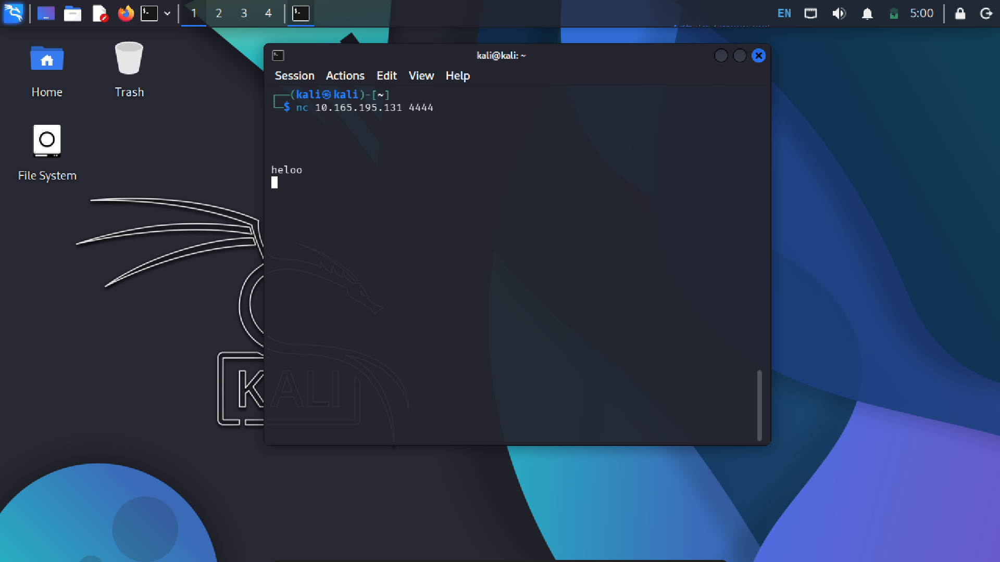 1 2 3 4
EN 5:00
Home
Trash
File System
kali@kali: ~
Session Actions Edit View Help
┌──(kali㉿kali)-[~]
└─$ nc 10.165.195.131 4444
heloo
KALI